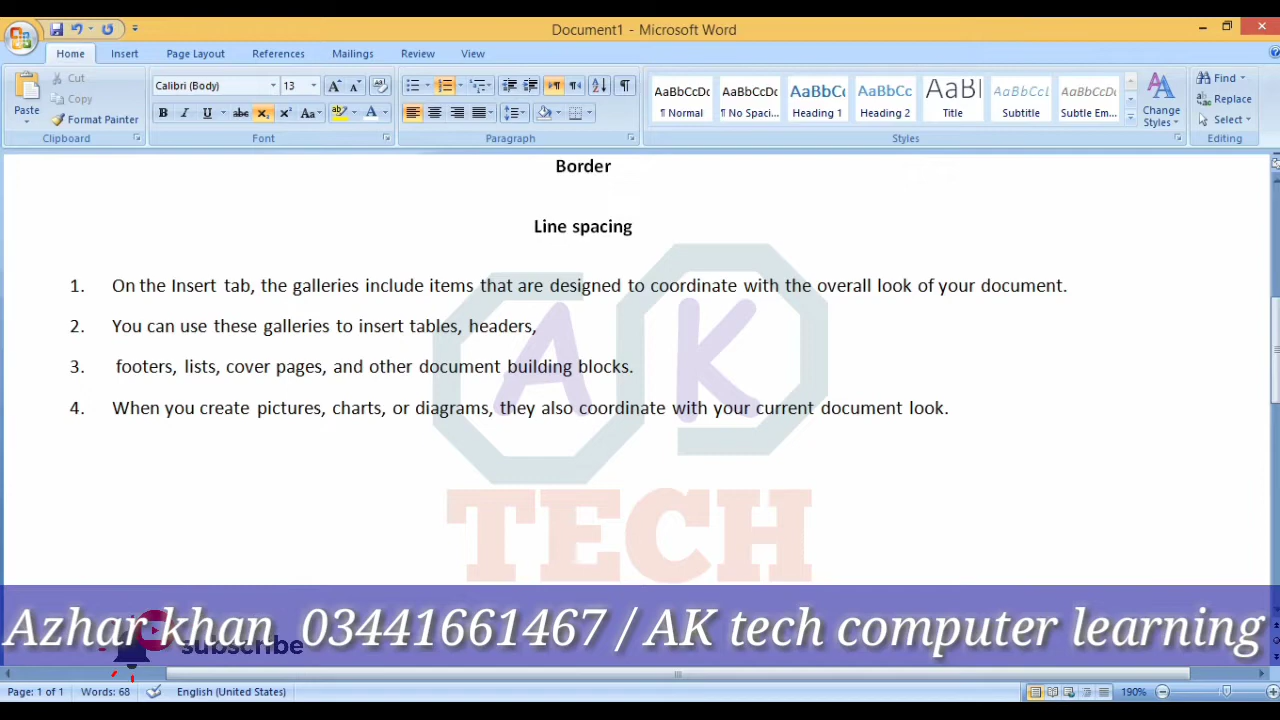 Document1 - Microsoft Word
Home Insert Page Layout References Mailings Review View
Paste
Cut
Copy
Format Painter
Clipboard
Calibri (Body) 13
Font
Paragraph
AaBbCcDc AaBbCcDc AaBbCc AaBbCc AaBl AaBbCcL AaBbCcDc
¶ Normal ¶ No Spaci... Heading 1 Heading 2 Title Subtitle Subtle Em...
Change Styles
Styles
Find
Replace
Select
Editing
Border
Line spacing
1. On the Insert tab, the galleries include items that are designed to coordinate with the overall look of your document.
2. You can use these galleries to insert tables, headers,
3. footers, lists, cover pages, and other document building blocks.
4. When you create pictures, charts, or diagrams, they also coordinate with your current document look.
AK
TECH
Azhar khan 03441661467 / AK tech computer learning
subscribe
Page: 1 of 1 Words: 68 English (United States) 190%